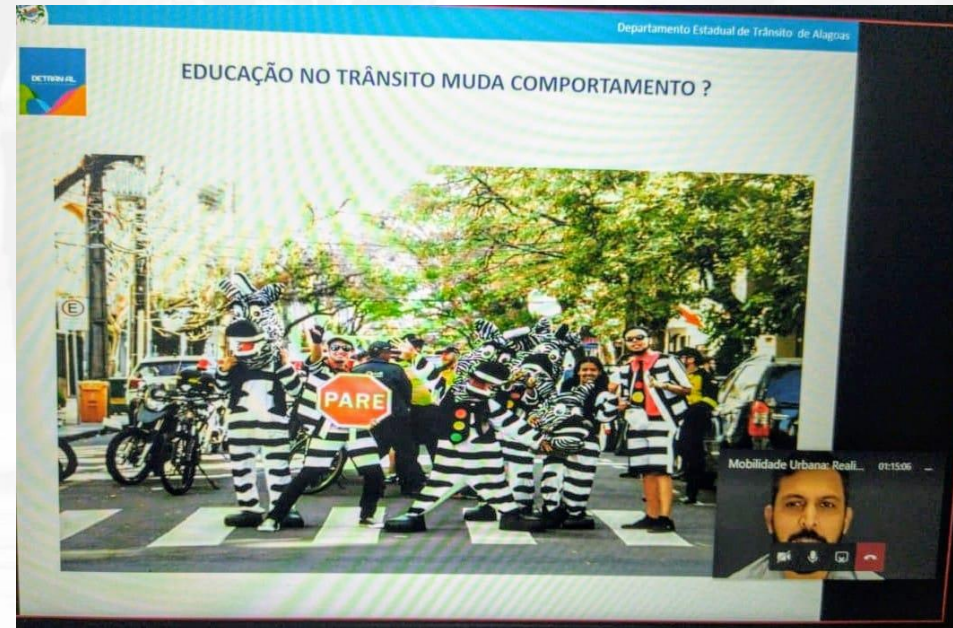 Departamento Estadual de Trânsito de Alagoas
DETRAN-AL
EDUCAÇÃO NO TRÂNSITO MUDA COMPORTAMENTO ?
E
PARE
Mobilidade Urbana: Reali... 01:15:06